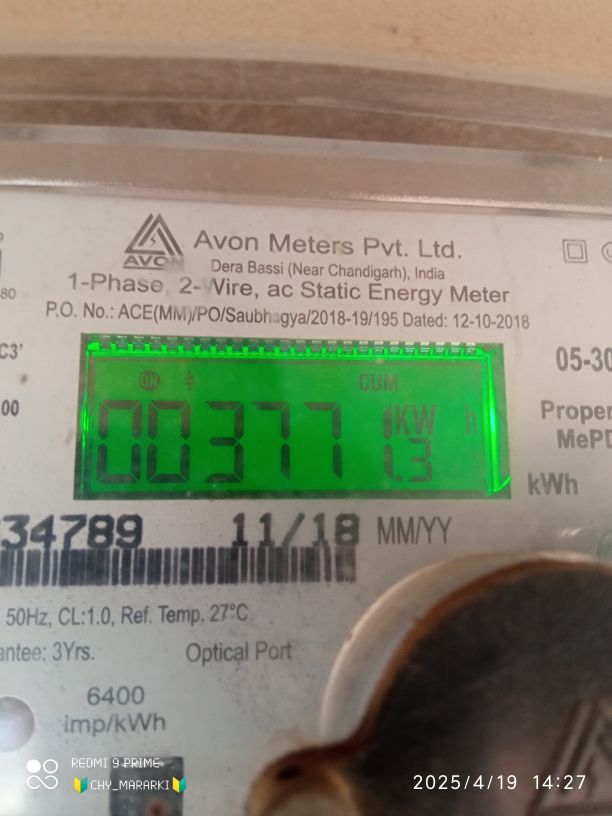 AVON
Avon Meters Pvt. Ltd.
Dera Bassi (Near Chandigarh), India
1-Phase, 2-Wire, ac Static Energy Meter
P.O. No.: ACE(MM)/PO/Saubhagya/2018-19/195 Dated: 12-10-2018
80
C3'
05-30
.00
ON CUM
003771.3 KW h
Proper
MePD
kWh
34789 11/18 MM/YY
50Hz, CL:1.0, Ref. Temp. 27°C
antee: 3Yrs. Optical Port
6400
imp/kWh
REDMI 9 PRIME
🔰CHY_MARARKI🔰
2025/4/19 14:27